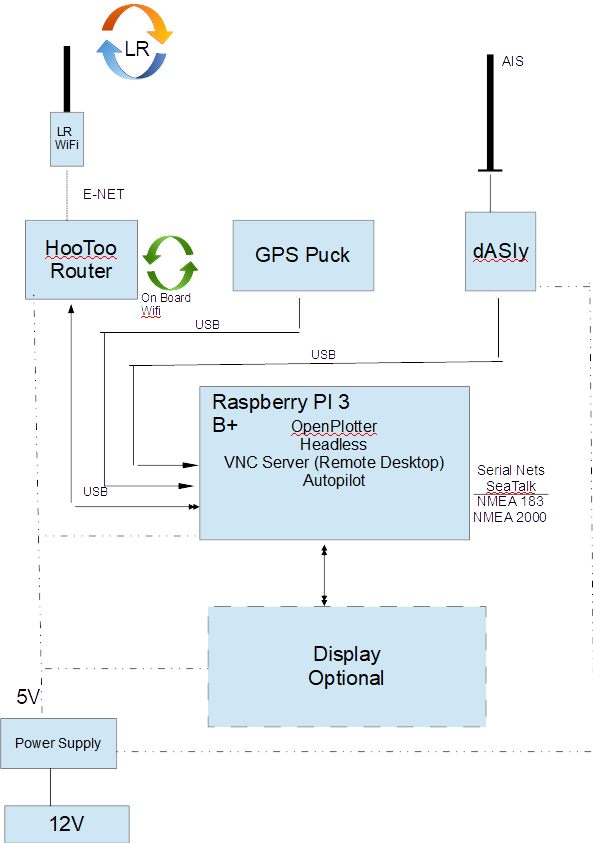 LR
AIS
LR
WiFi
E-NET
HooToo
Router
GPS Puck
dASIy
On Board
Wifi
USB
USB
Raspberry PI 3
B+
OpenPlotter
Headless
VNC Server (Remote Desktop)
Autopilot
Serial Nets
SeaTalk
NMEA 183
NMEA 2000
USB
Display
Optional
5V
Power Supply
12V